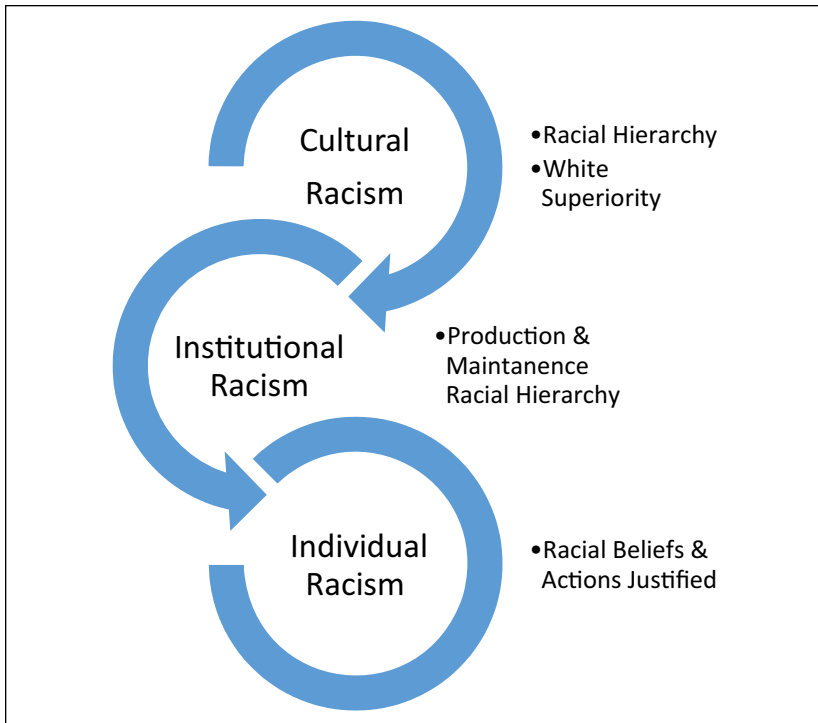 Cultural
Racism
•Racial Hierarchy
•White
Superiority
Institutional
Racism
•Production &
Maintanence
Racial Hierarchy
Individual
Racism
•Racial Beliefs &
Actions Justified